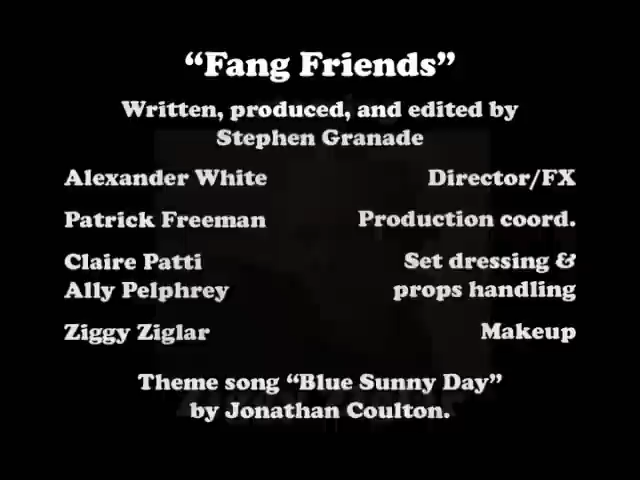 “Fang Friends”
Written, produced, and edited by
Stephen Granade
Alexander White Director/FX
Patrick Freeman Production coord.
Claire Patti Set dressing &
Ally Pelphrey props handling
Ziggy Ziglar Makeup
Theme song “Blue Sunny Day”
by Jonathan Coulton.